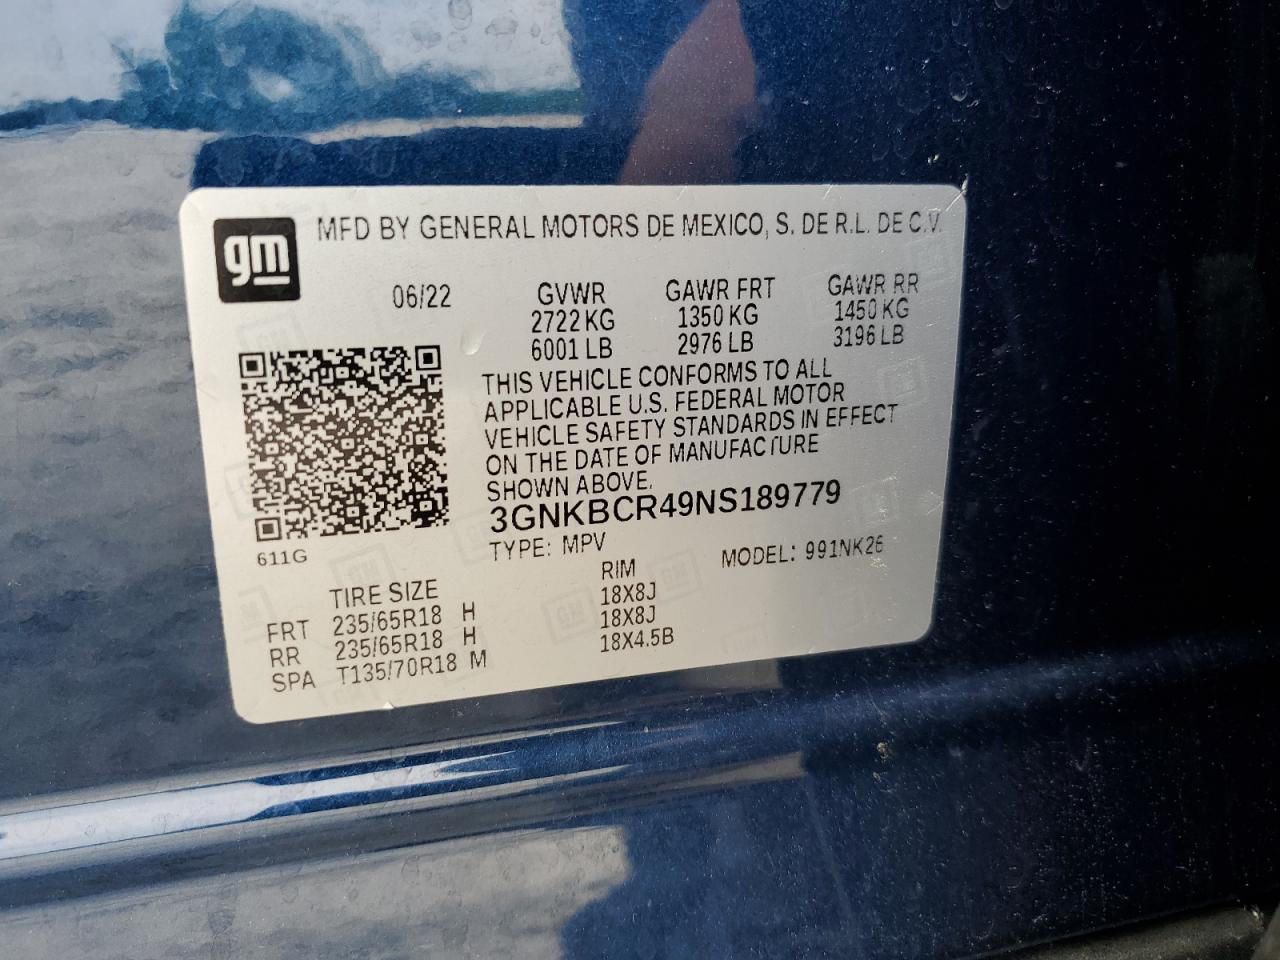 gm
MFD BY GENERAL MOTORS DE MEXICO, S. DE R.L. DE C.V.
06/22
GVWR
2722 KG
6001 LB
GAWR FRT
1350 KG
2976 LB
GAWR RR
1450 KG
3196 LB
THIS VEHICLE CONFORMS TO ALL
APPLICABLE U.S. FEDERAL MOTOR
VEHICLE SAFETY STANDARDS IN EFFECT
ON THE DATE OF MANUFACTURE
SHOWN ABOVE.
3GNKBCR49NS189779
TYPE: MPV MODEL: 991NK26
611G
TIRE SIZE RIM
FRT 235/65R18 H 18X8J
RR 235/65R18 H 18X8J
SPA T135/70R18 M 18X4.5B